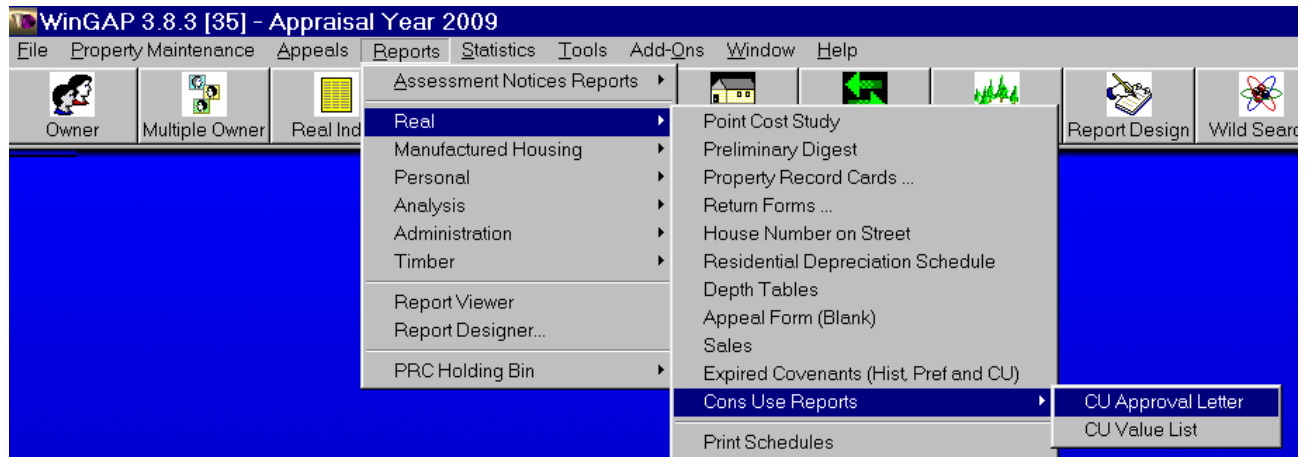 WinGAP 3.8.3 [35] - Appraisal Year 2009
File Property Maintenance Appeals Reports Statistics Tools Add-Ons Window Help
Owner Multiple Owner Real Ind Report Design Wild Searc
Assessment Notices Reports
Real
Manufactured Housing
Personal
Analysis
Administration
Timber
Report Viewer
Report Designer...
PRC Holding Bin
Point Cost Study
Preliminary Digest
Property Record Cards ...
Return Forms ...
House Number on Street
Residential Depreciation Schedule
Depth Tables
Appeal Form (Blank)
Sales
Expired Covenants (Hist, Pref and CU)
Cons Use Reports
Print Schedules
CU Approval Letter
CU Value List